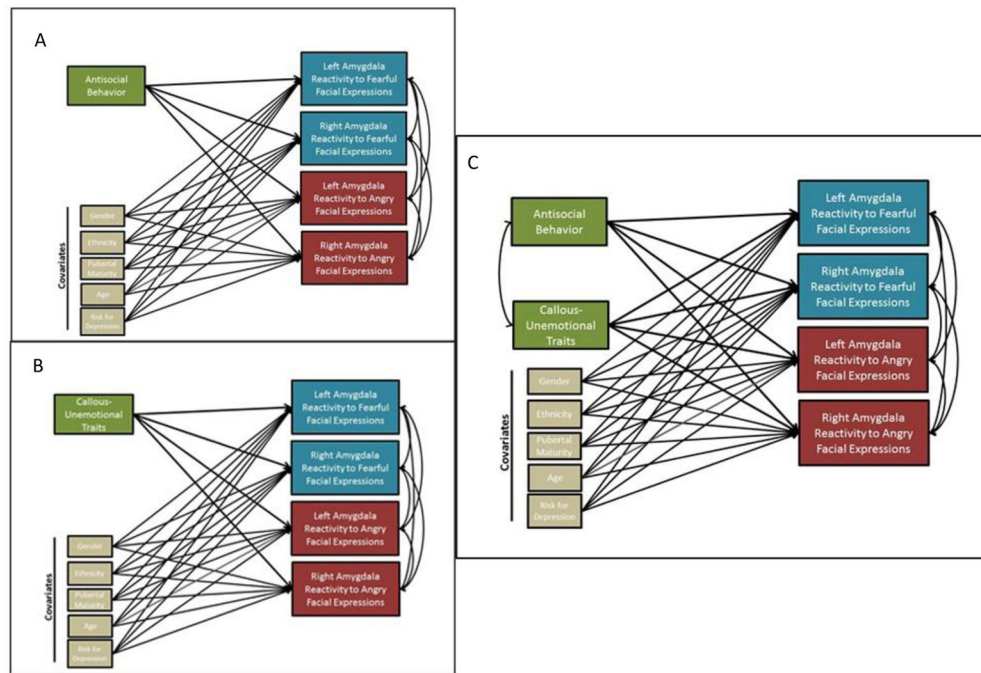 A
Antisocial
Behavior
Left Amygdala
Reactivity to Fearful
Facial Expressions
Right Amygdala
Reactivity to Fearful
Facial Expressions
Left Amygdala
Reactivity to Angry
Facial Expressions
Right Amygdala
Reactivity to Angry
Facial Expressions
Covariates
Gender
Ethnicity
Pubertal
Maturity
Age
Risk for
Depression
B
Callous-
Unemotional
Traits
Left Amygdala
Reactivity to Fearful
Facial Expressions
Right Amygdala
Reactivity to Fearful
Facial Expressions
Left Amygdala
Reactivity to Angry
Facial Expressions
Right Amygdala
Reactivity to Angry
Facial Expressions
Covariates
Gender
Ethnicity
Pubertal
Maturity
Age
Risk for
Depression
C
Antisocial
Behavior
Callous-
Unemotional
Traits
Left Amygdala
Reactivity to Fearful
Facial Expressions
Right Amygdala
Reactivity to Fearful
Facial Expressions
Left Amygdala
Reactivity to Angry
Facial Expressions
Right Amygdala
Reactivity to Angry
Facial Expressions
Covariates
Gender
Ethnicity
Pubertal
Maturity
Age
Risk for
Depression